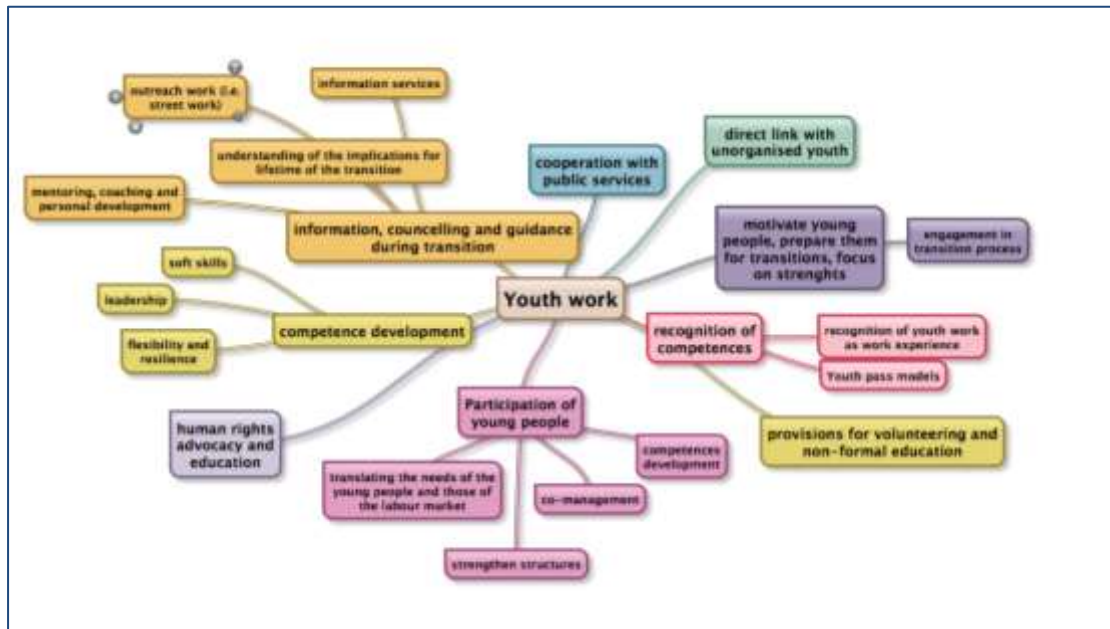 outreach work (i.e.
street work)
information services
understanding of the implications for
lifetime of the transition
mentoring, coaching and
personal development
information, councelling and guidance
during transition
cooperation with
public services
direct link with
unorganised youth
motivate young
people, prepare them
for transitions, focus
on strenghts
engagement in
transition process
soft skills
leadership
flexibility and
resilience
competence development
Youth work
recognition of
competences
recognition of youth work
as work experience
Youth pass models
provisions for volunteering and
non-formal education
human rights
advocacy and
education
Participation of
young people
competences
development
translating the needs of the
young people and those of
the labour market
co-management
strengthen structures